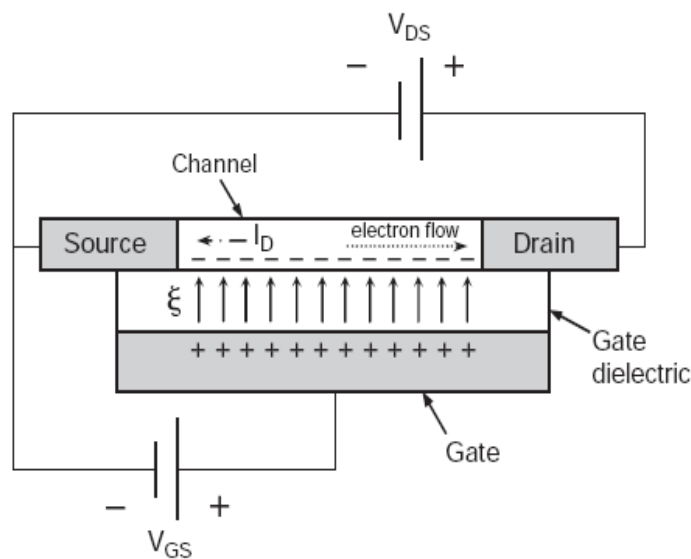 V_DS
− +
Channel
Source
I_D
electron flow
Drain
− − − − − − − − − − − − − −
ξ
+ + + + + + + + + + + +
Gate
dielectric
Gate
− +
V_GS